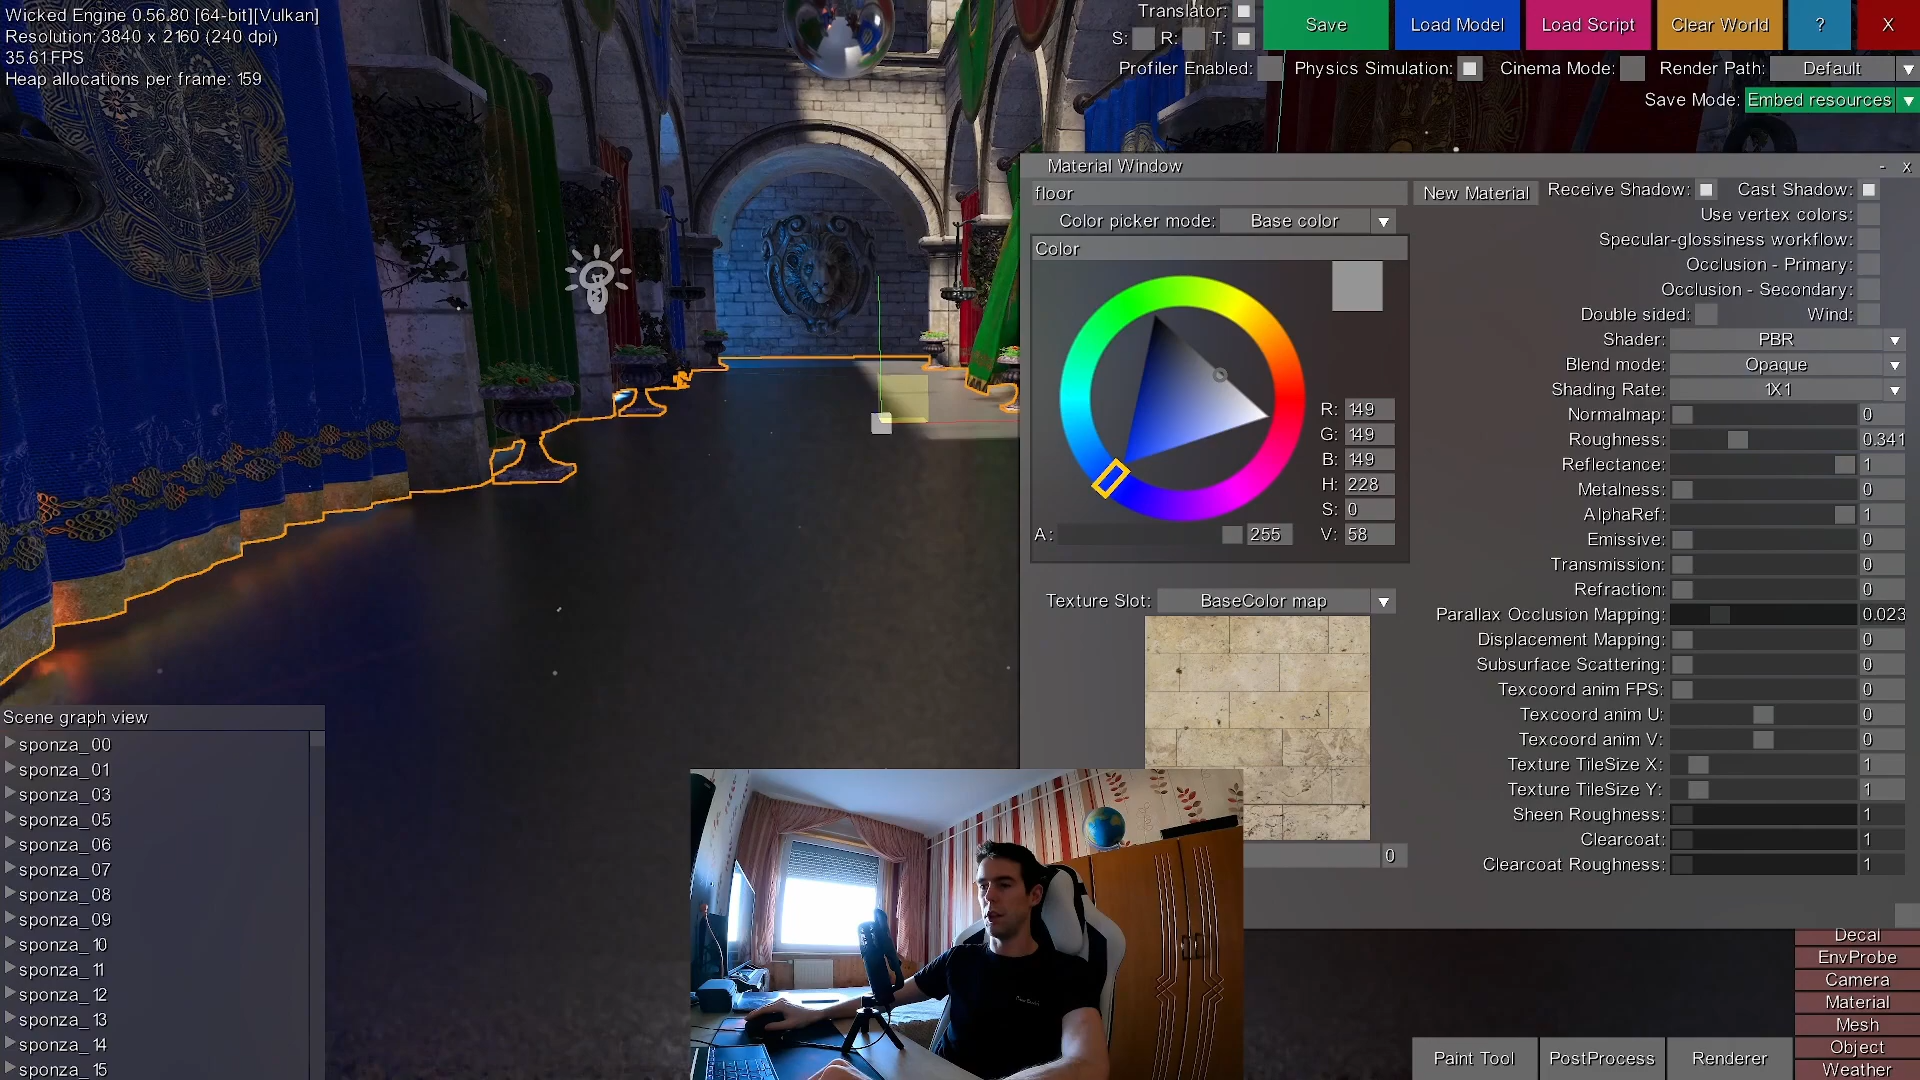 Wicked Engine 0.56.80 [64-bit][Vulkan]
Resolution: 3840 x 2160 (240 dpi)
35.61 FPS
Heap allocations per frame: 159
Translator:
S: R: T:
Save
Load Model
Load Script
Clear World
?
X
Profiler Enabled:
Physics Simulation:
Cinema Mode:
Render Path: Default
Save Mode: Embed resources
Material Window
- x
floor
New Material
Receive Shadow:
Cast Shadow:
Color picker mode: Base color
Use vertex colors:
Specular-glossiness workflow:
Occlusion - Primary:
Occlusion - Secondary:
Double sided:
Wind:
Color
R: 149
G: 149
B: 149
H: 228
S: 0
V: 58
A: 255
Texture Slot: BaseColor map
0
Shader: PBR
Blend mode: Opaque
Shading Rate: 1X1
Normalmap: 0
Roughness: 0.341
Reflectance: 1
Metalness: 0
AlphaRef: 1
Emissive: 0
Transmission: 0
Refraction: 0
Parallax Occlusion Mapping: 0.023
Displacement Mapping: 0
Subsurface Scattering: 0
Texcoord anim FPS: 0
Texcoord anim U: 0
Texcoord anim V: 0
Texture TileSize X: 1
Texture TileSize Y: 1
Sheen Roughness: 1
Clearcoat: 1
Clearcoat Roughness: 1
Scene graph view
sponza_00
sponza_01
sponza_03
sponza_05
sponza_06
sponza_07
sponza_08
sponza_09
sponza_10
sponza_11
sponza_12
sponza_13
sponza_14
sponza_15
Decal
EnvProbe
Camera
Material
Mesh
Object
Weather
Paint Tool
PostProcess
Renderer